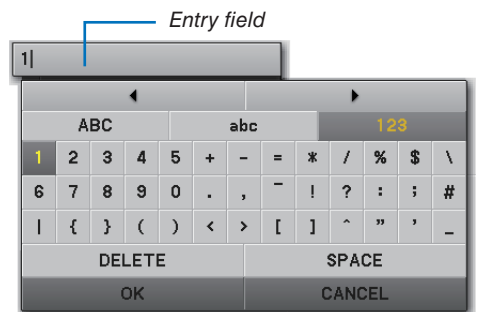 Entry field
1|
◄ ►
ABC abc 123
1 2 3 4 5 + - = * / % $ \
6 7 8 9 0 . , ‾ ! ? : ; #
| { } ( ) < > [ ] ^ " ' _
DELETE SPACE
OK CANCEL